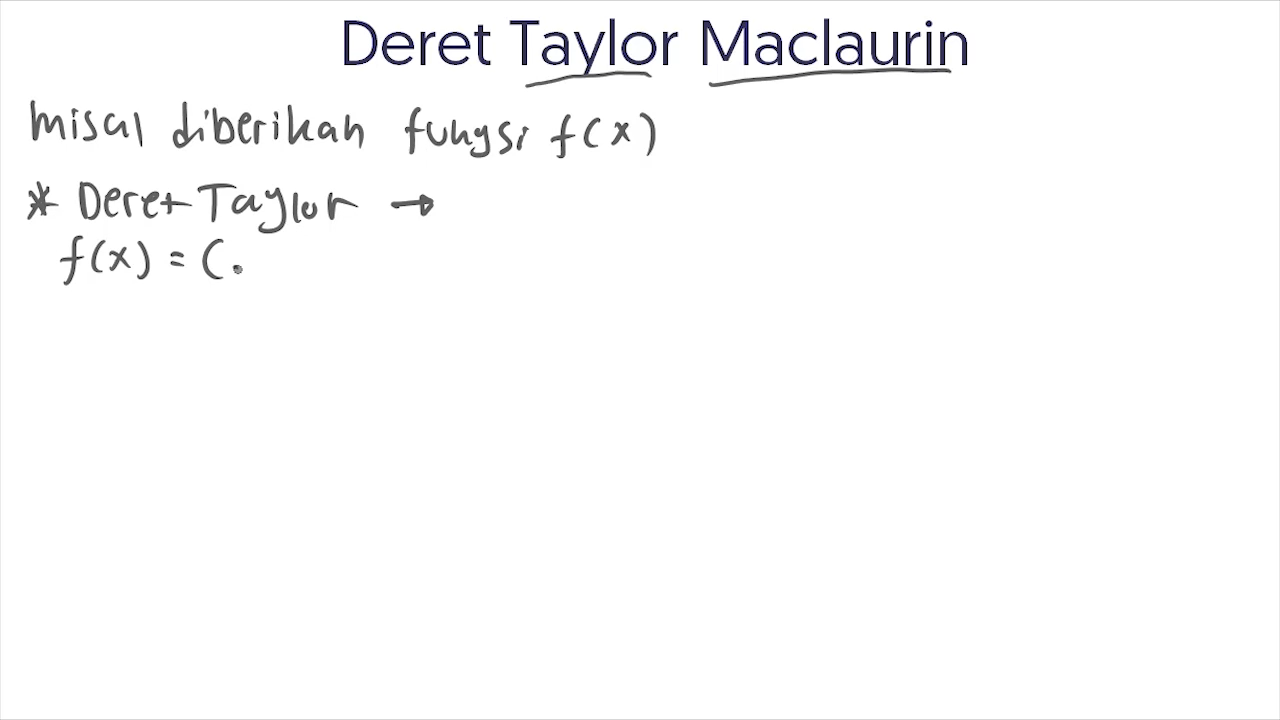 Deret Taylor Maclaurin
misal diberikan fungsi f(x)
* Deret Taylor →
f(x) = C.